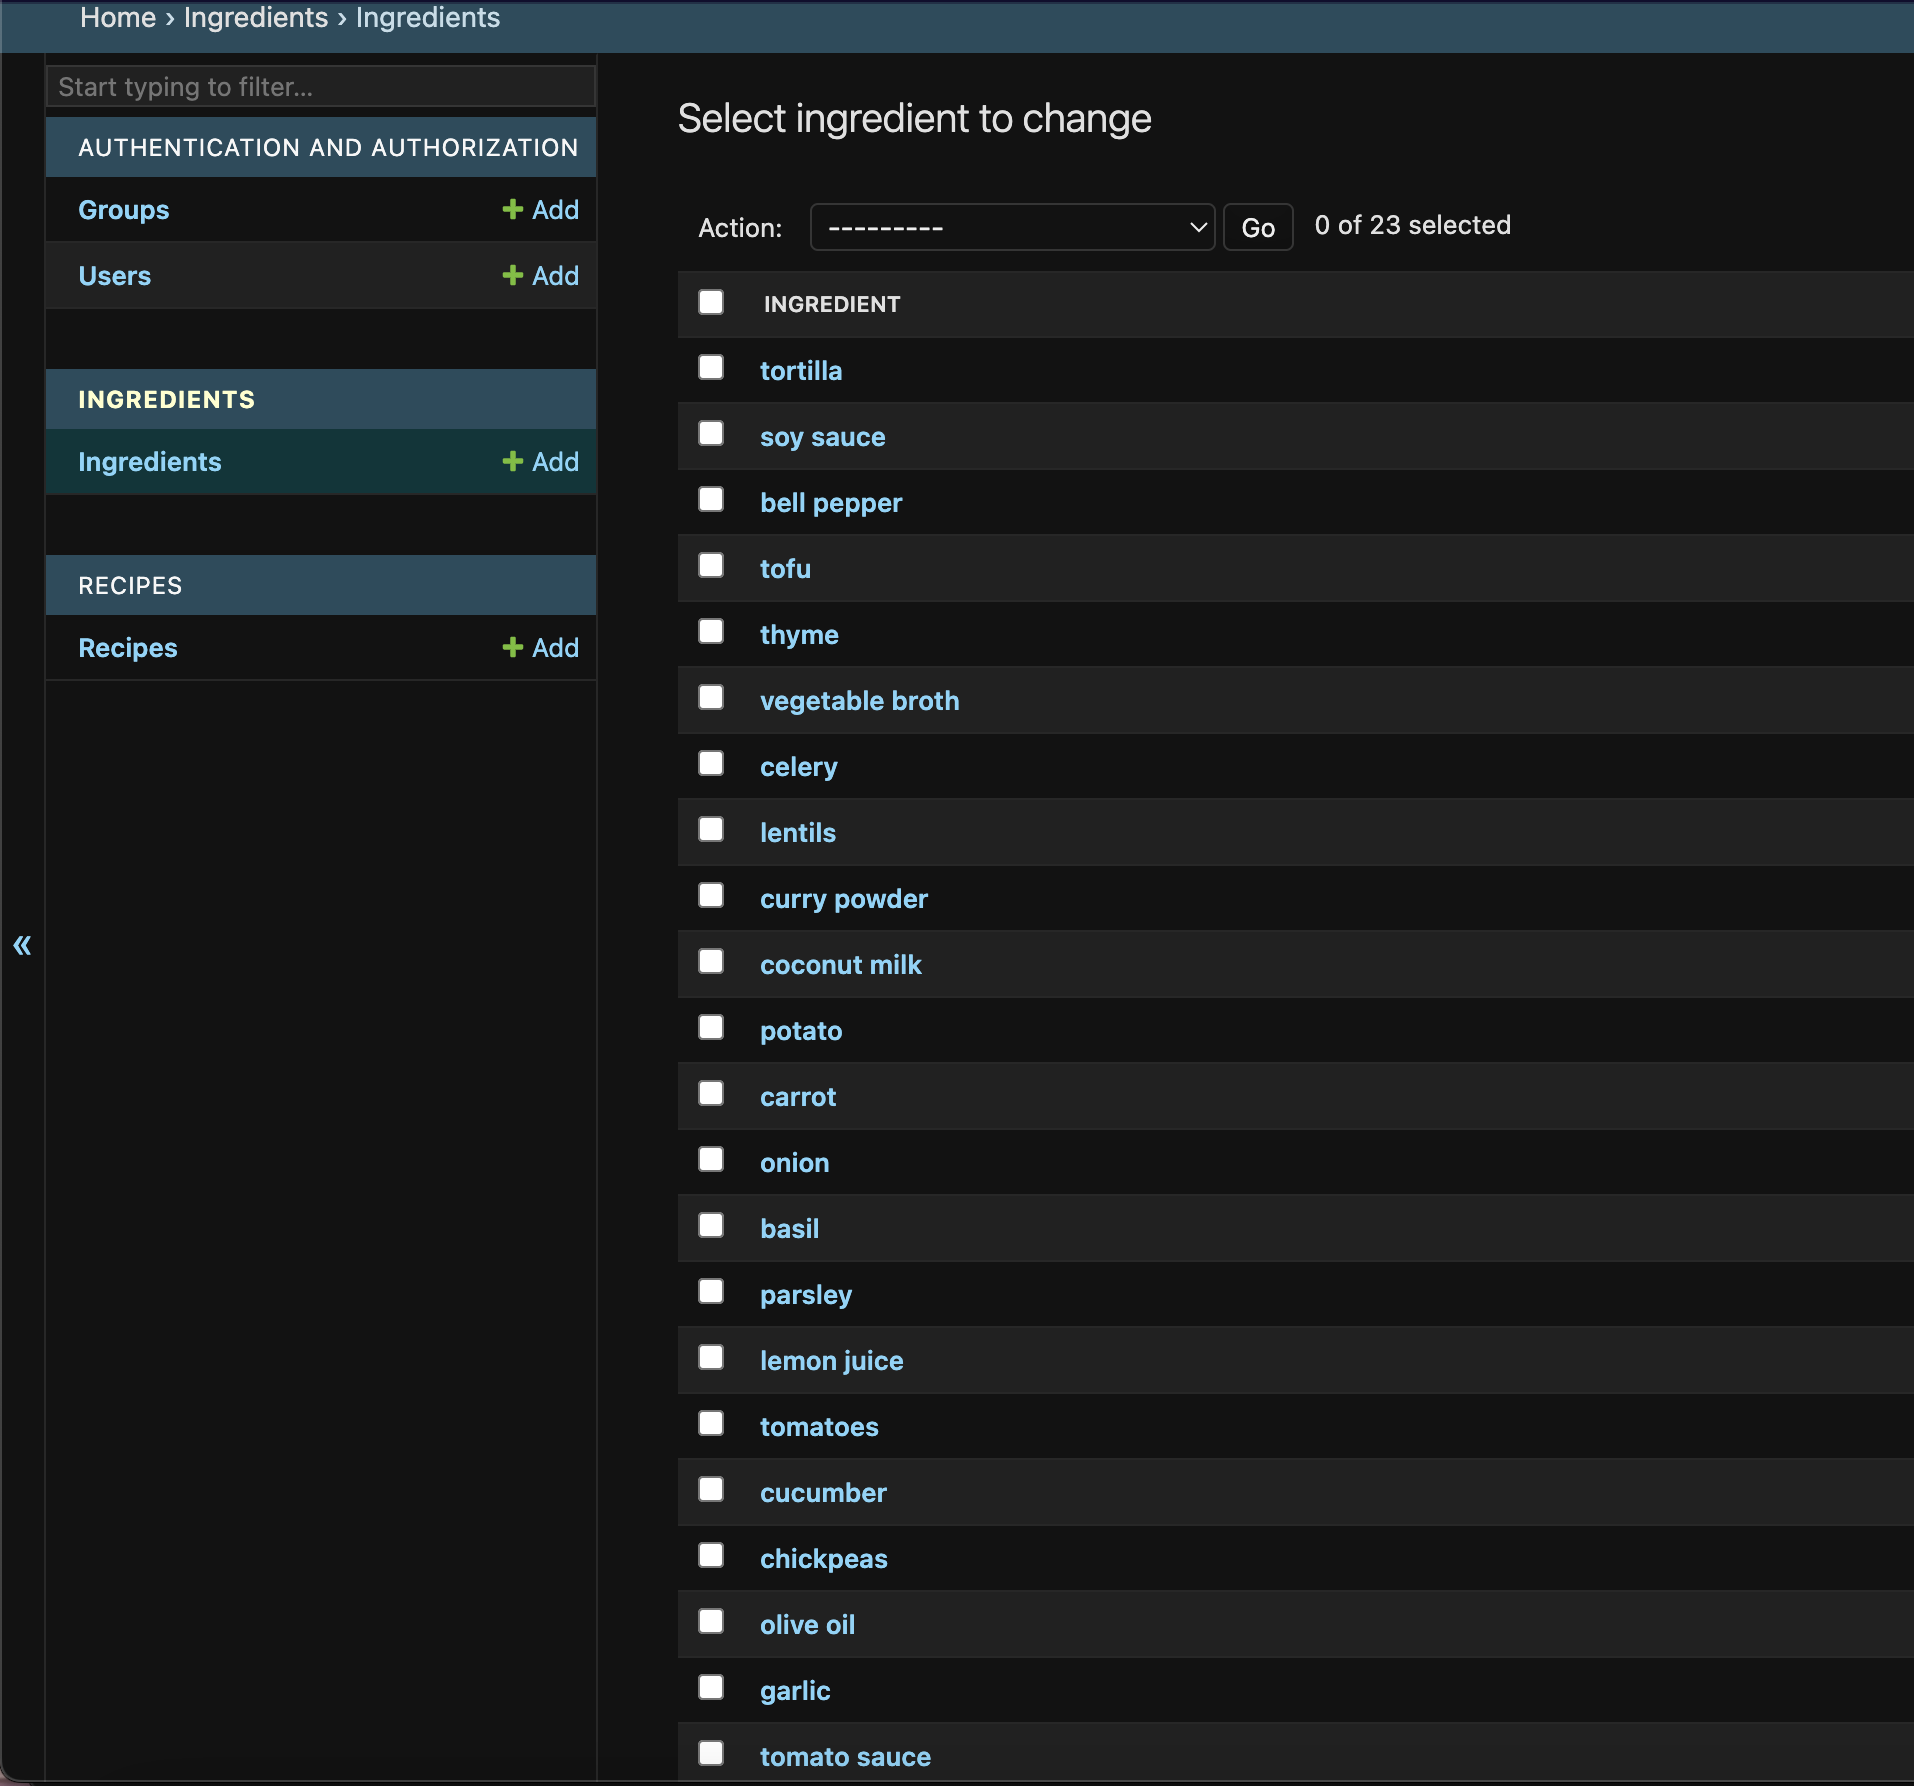 Home › Ingredients › Ingredients
Start typing to filter...
AUTHENTICATION AND AUTHORIZATION
Groups + Add
Users + Add
INGREDIENTS
Ingredients + Add
RECIPES
Recipes + Add
«
Select ingredient to change
Action: --------- Go 0 of 23 selected
INGREDIENT
tortilla
soy sauce
bell pepper
tofu
thyme
vegetable broth
celery
lentils
curry powder
coconut milk
potato
carrot
onion
basil
parsley
lemon juice
tomatoes
cucumber
chickpeas
olive oil
garlic
tomato sauce